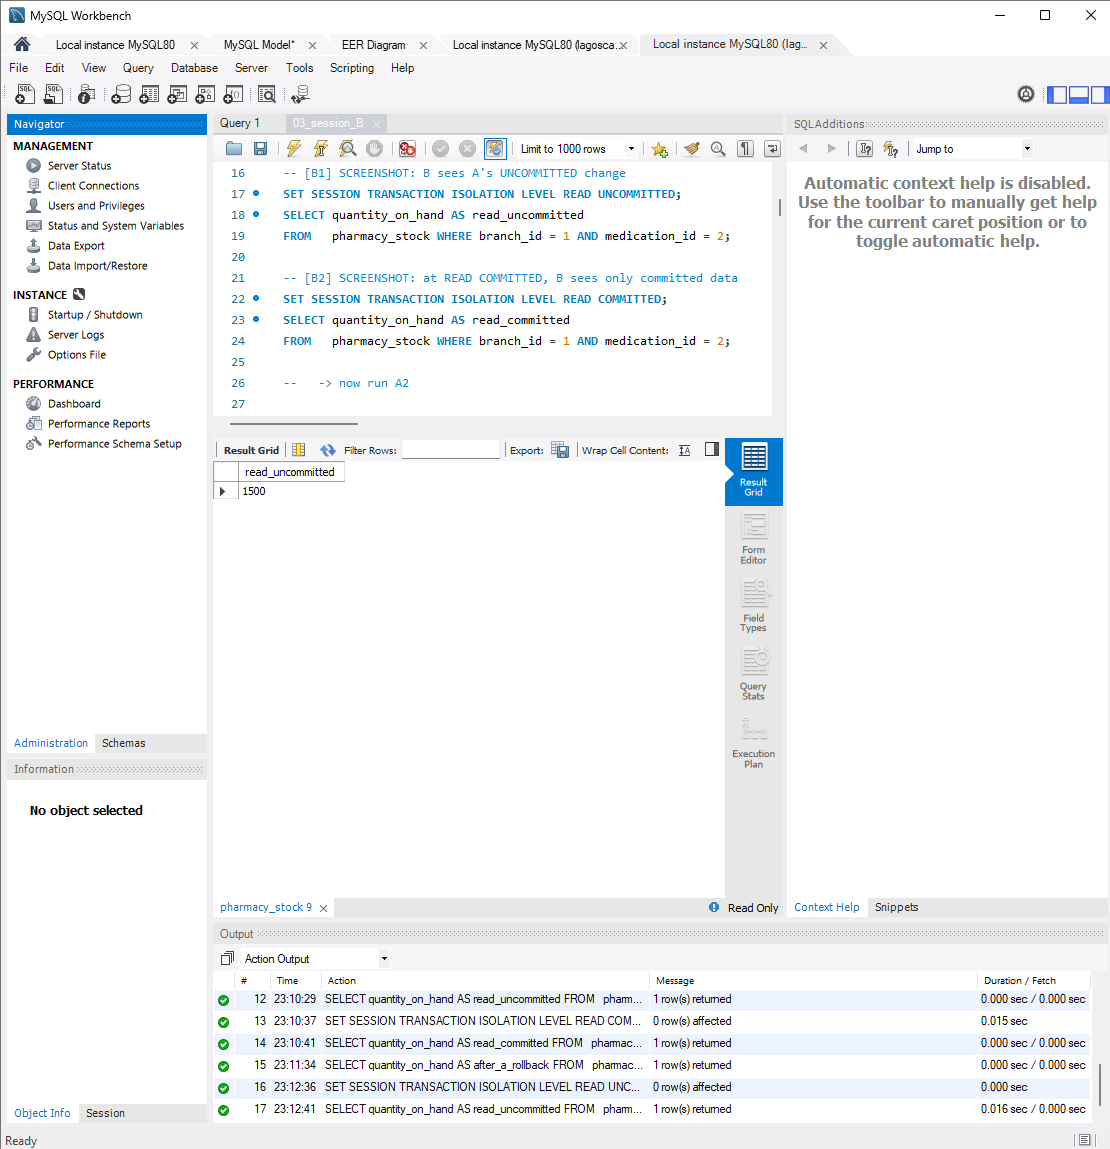 MySQL Workbench
Local instance MySQL80
MySQL Model*
EER Diagram
Local instance MySQL80 (lagosca...
Local instance MySQL80 (lag...
File Edit View Query Database Server Tools Scripting Help
Navigator
MANAGEMENT
Server Status
Client Connections
Users and Privileges
Status and System Variables
Data Export
Data Import/Restore
INSTANCE
Startup / Shutdown
Server Logs
Options File
PERFORMANCE
Dashboard
Performance Reports
Performance Schema Setup
Administration Schemas
Information
No object selected
Object Info Session
Query 1 03_session_B
Limit to 1000 rows
16 -- [B1] SCREENSHOT: B sees A's UNCOMMITTED change
17 SET SESSION TRANSACTION ISOLATION LEVEL READ UNCOMMITTED;
18 SELECT quantity_on_hand AS read_uncommitted
19 FROM   pharmacy_stock WHERE branch_id = 1 AND medication_id = 2;
20
21 -- [B2] SCREENSHOT: at READ COMMITTED, B sees only committed data
22 SET SESSION TRANSACTION ISOLATION LEVEL READ COMMITTED;
23 SELECT quantity_on_hand AS read_committed
24 FROM   pharmacy_stock WHERE branch_id = 1 AND medication_id = 2;
25
26 --   -> now run A2
27
Result Grid Filter Rows: Export: Wrap Cell Content:
read_uncommitted
1500
Result Grid
Form Editor
Field Types
Query Stats
Execution Plan
pharmacy_stock 9
Read Only
SQLAdditions
Jump to
Automatic context help is disabled.
Use the toolbar to manually get help
for the current caret position or to
toggle automatic help.
Context Help Snippets
Output
Action Output
# Time Action Message Duration / Fetch
12 23:10:29 SELECT quantity_on_hand AS read_uncommitted FROM   pharm... 1 row(s) returned 0.000 sec / 0.000 sec
13 23:10:37 SET SESSION TRANSACTION ISOLATION LEVEL READ COM... 0 row(s) affected 0.015 sec
14 23:10:41 SELECT quantity_on_hand AS read_committed FROM   pharmac... 1 row(s) returned 0.000 sec / 0.000 sec
15 23:11:34 SELECT quantity_on_hand AS after_a_rollback FROM   pharmac... 1 row(s) returned 0.000 sec / 0.000 sec
16 23:12:36 SET SESSION TRANSACTION ISOLATION LEVEL READ UNC... 0 row(s) affected 0.000 sec
17 23:12:41 SELECT quantity_on_hand AS read_uncommitted FROM   pharm... 1 row(s) returned 0.016 sec / 0.000 sec
Ready